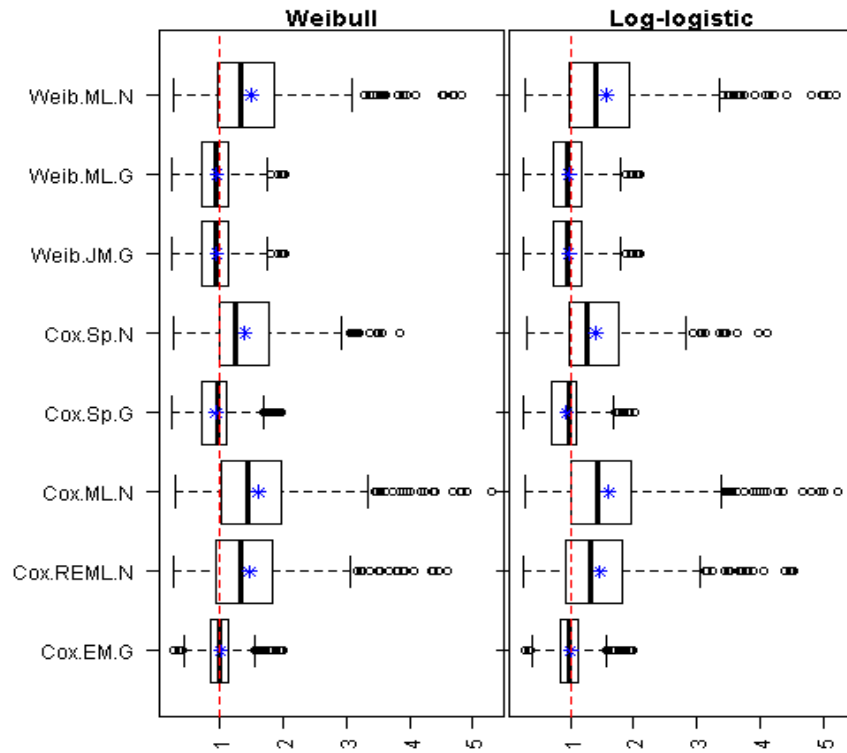 Weibull
Log-logistic
Weib.ML.N
Weib.ML.G
Weib.JM.G
Cox.Sp.N
Cox.Sp.G
Cox.ML.N
Cox.REML.N
Cox.EM.G
1 2 3 4 5
1 2 3 4 5